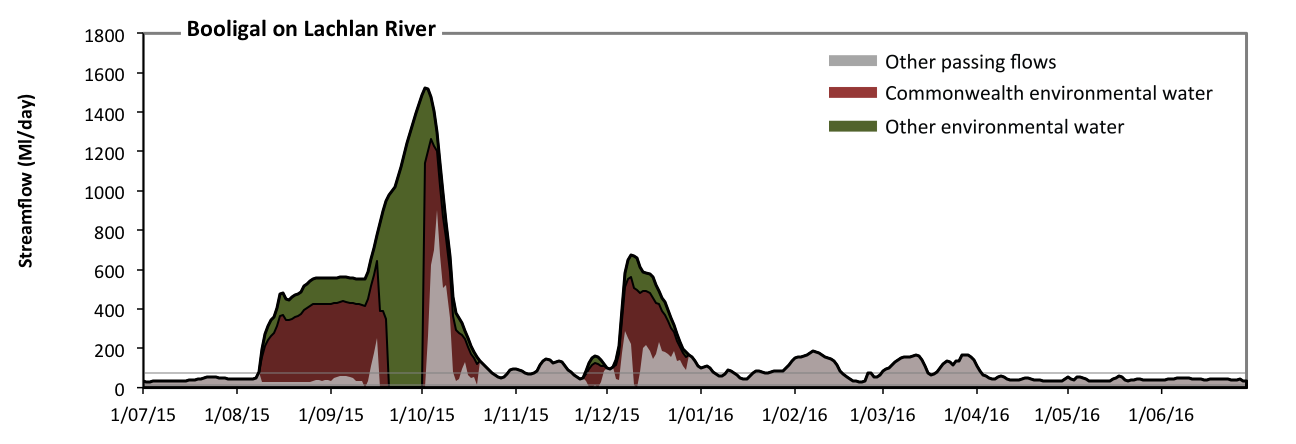 Booligal on Lachlan River
Streamflow (Ml/day)
1800
1600
1400
1200
1000
800
600
400
200
0
Other passing flows
Commonwealth environmental water
Other environmental water
1/07/15 1/08/15 1/09/15 1/10/15 1/11/15 1/12/15 1/01/16 1/02/16 1/03/16 1/04/16 1/05/16 1/06/16